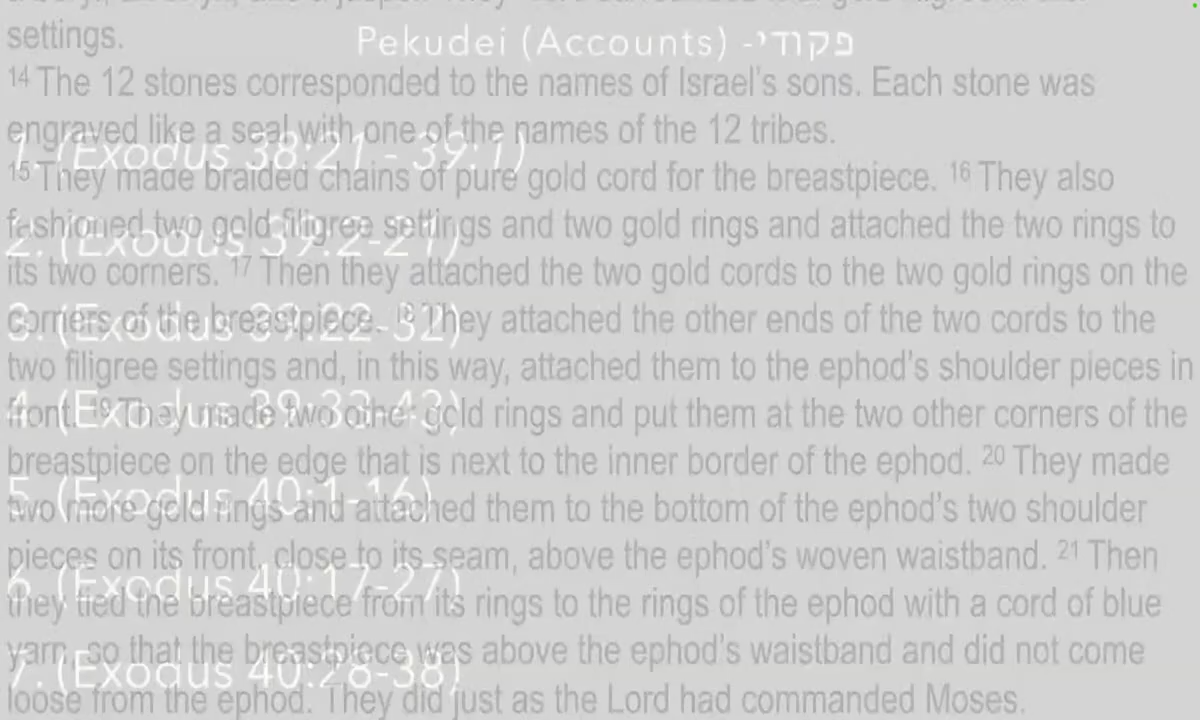 settings.
Pekudei (Accounts) - פקודי
14 The 12 stones corresponded to the names of Israel's sons. Each stone was
engraved like a seal with one of the names of the 12 tribes.
1. (Exodus 38:21 - 39:1)
15 They made braided chains of pure gold cord for the breastpiece. 16 They also
fashioned two gold filigree settings and two gold rings and attached the two rings to
2. (Exodus 39:2-21)
its two corners. 17 Then they attached the two gold cords to the two gold rings on the
corners of the breastpiece. 18 They attached the other ends of the two cords to the
3. (Exodus 39:22-32)
two filigree settings and, in this way, attached them to the ephod's shoulder pieces in
front. 19 They made two other gold rings and put them at the two other corners of the
4. (Exodus 39:33-43)
breastpiece on the edge that is next to the inner border of the ephod. 20 They made
two more gold rings and attached them to the bottom of the ephod's two shoulder
5. (Exodus 40:1-16)
pieces on its front, close to its seam, above the ephod's woven waistband. 21 Then
6. (Exodus 40:17-27)
they tied the breastpiece from its rings to the rings of the ephod with a cord of blue
yarn, so that the breastpiece was above the ephod's waistband and did not come
7. (Exodus 40:28-38)
loose from the ephod. They did just as the Lord had commanded Moses.